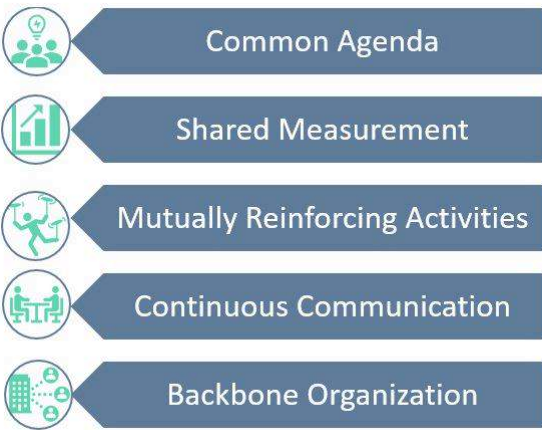 Common Agenda
Shared Measurement
Mutually Reinforcing Activities
Continuous Communication
Backbone Organization